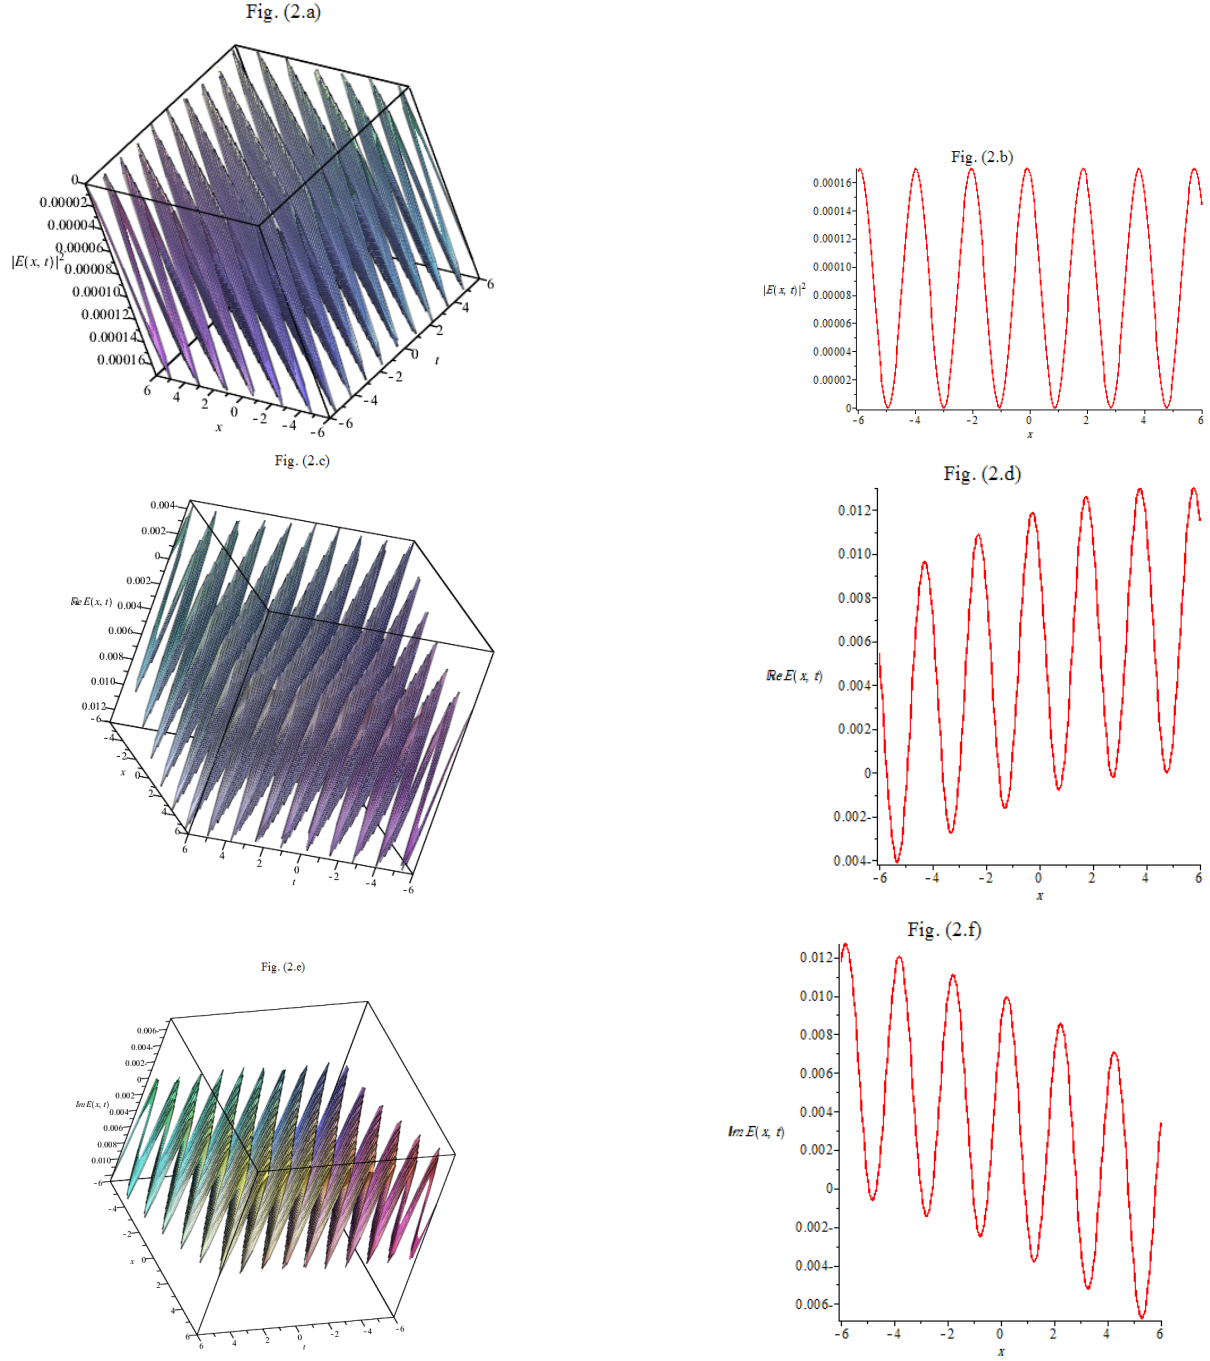 Fig. (2.a)
0
0.00002
0.00004
0.00006
|E(x, t)|²
0.00008
0.00010
0.00012
0.00014
0.00016
6 4 2 0 -2 -4 -6
x
-6 -4 -2 0 2 4 6
t
Fig. (2.b)
0.00016
0.00014
0.00012
0.00010
0.00008
|E(x, t)|²
0.00006
0.00004
0.00002
0
-6 -4 -2 0 2 4 6
x
Fig. (2.c)
0.004
0.002
0
0.002
Re E(x, t)
0.004
0.006
0.008
0.010
0.012
-6 -4 -2 0 2 4 6
x
6 4 2 0 -2 -4 -6
t
Fig. (2.d)
0.012
0.010
0.008
0.006
Re E(x, t)
0.004
0.002
0
0.002-
0.004-
-6 -4 -2 0 2 4 6
x
Fig. (2.e)
0.006-
0.004-
0.002
0
0.002
Im E(x, t)
0.004
0.006
0.008
0.010
-6 -4 -2 0 2 4 6
x
6 4 2 0 -2 -4 -6
t
Fig. (2.f)
0.012
0.010
0.008
0.006
0.004
Im E(x, t)
0.002
0
0.002-
0.004-
0.006-
-6 -4 -2 0 2 4 6
x